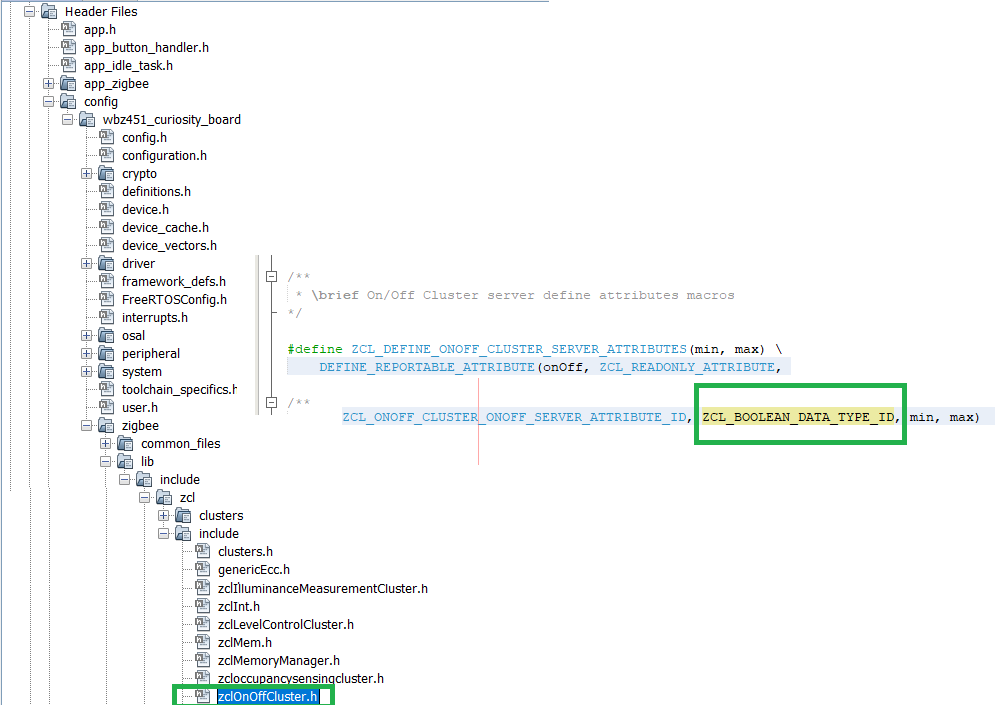 Header Files
app.h
app_button_handler.h
app_idle_task.h
app_zigbee
config
wbz451_curiosity_board
config.h
configuration.h
crypto
definitions.h
device.h
device_cache.h
device_vectors.h
driver
framework_defs.h
FreeRTOSConfig.h
interrupts.h
osal
peripheral
system
toolchain_specifics.h
user.h
zigbee
common_files
lib
include
zcl
clusters
include
clusters.h
genericEcc.h
zclIlluminanceMeasurementCluster.h
zclInt.h
zclLevelControlCluster.h
zclMem.h
zclMemoryManager.h
zcloccupancysensingcluster.h
zclOnOffCluster.h
/**
* \brief On/Off Cluster server define attributes macros
*/
#define ZCL_DEFINE_ONOFF_CLUSTER_SERVER_ATTRIBUTES(min, max) \
DEFINE_REPORTABLE_ATTRIBUTE(onOff, ZCL_READONLY_ATTRIBUTE,
/**
ZCL_ONOFF_CLUSTER_ONOFF_SERVER_ATTRIBUTE_ID, ZCL_BOOLEAN_DATA_TYPE_ID, min, max)